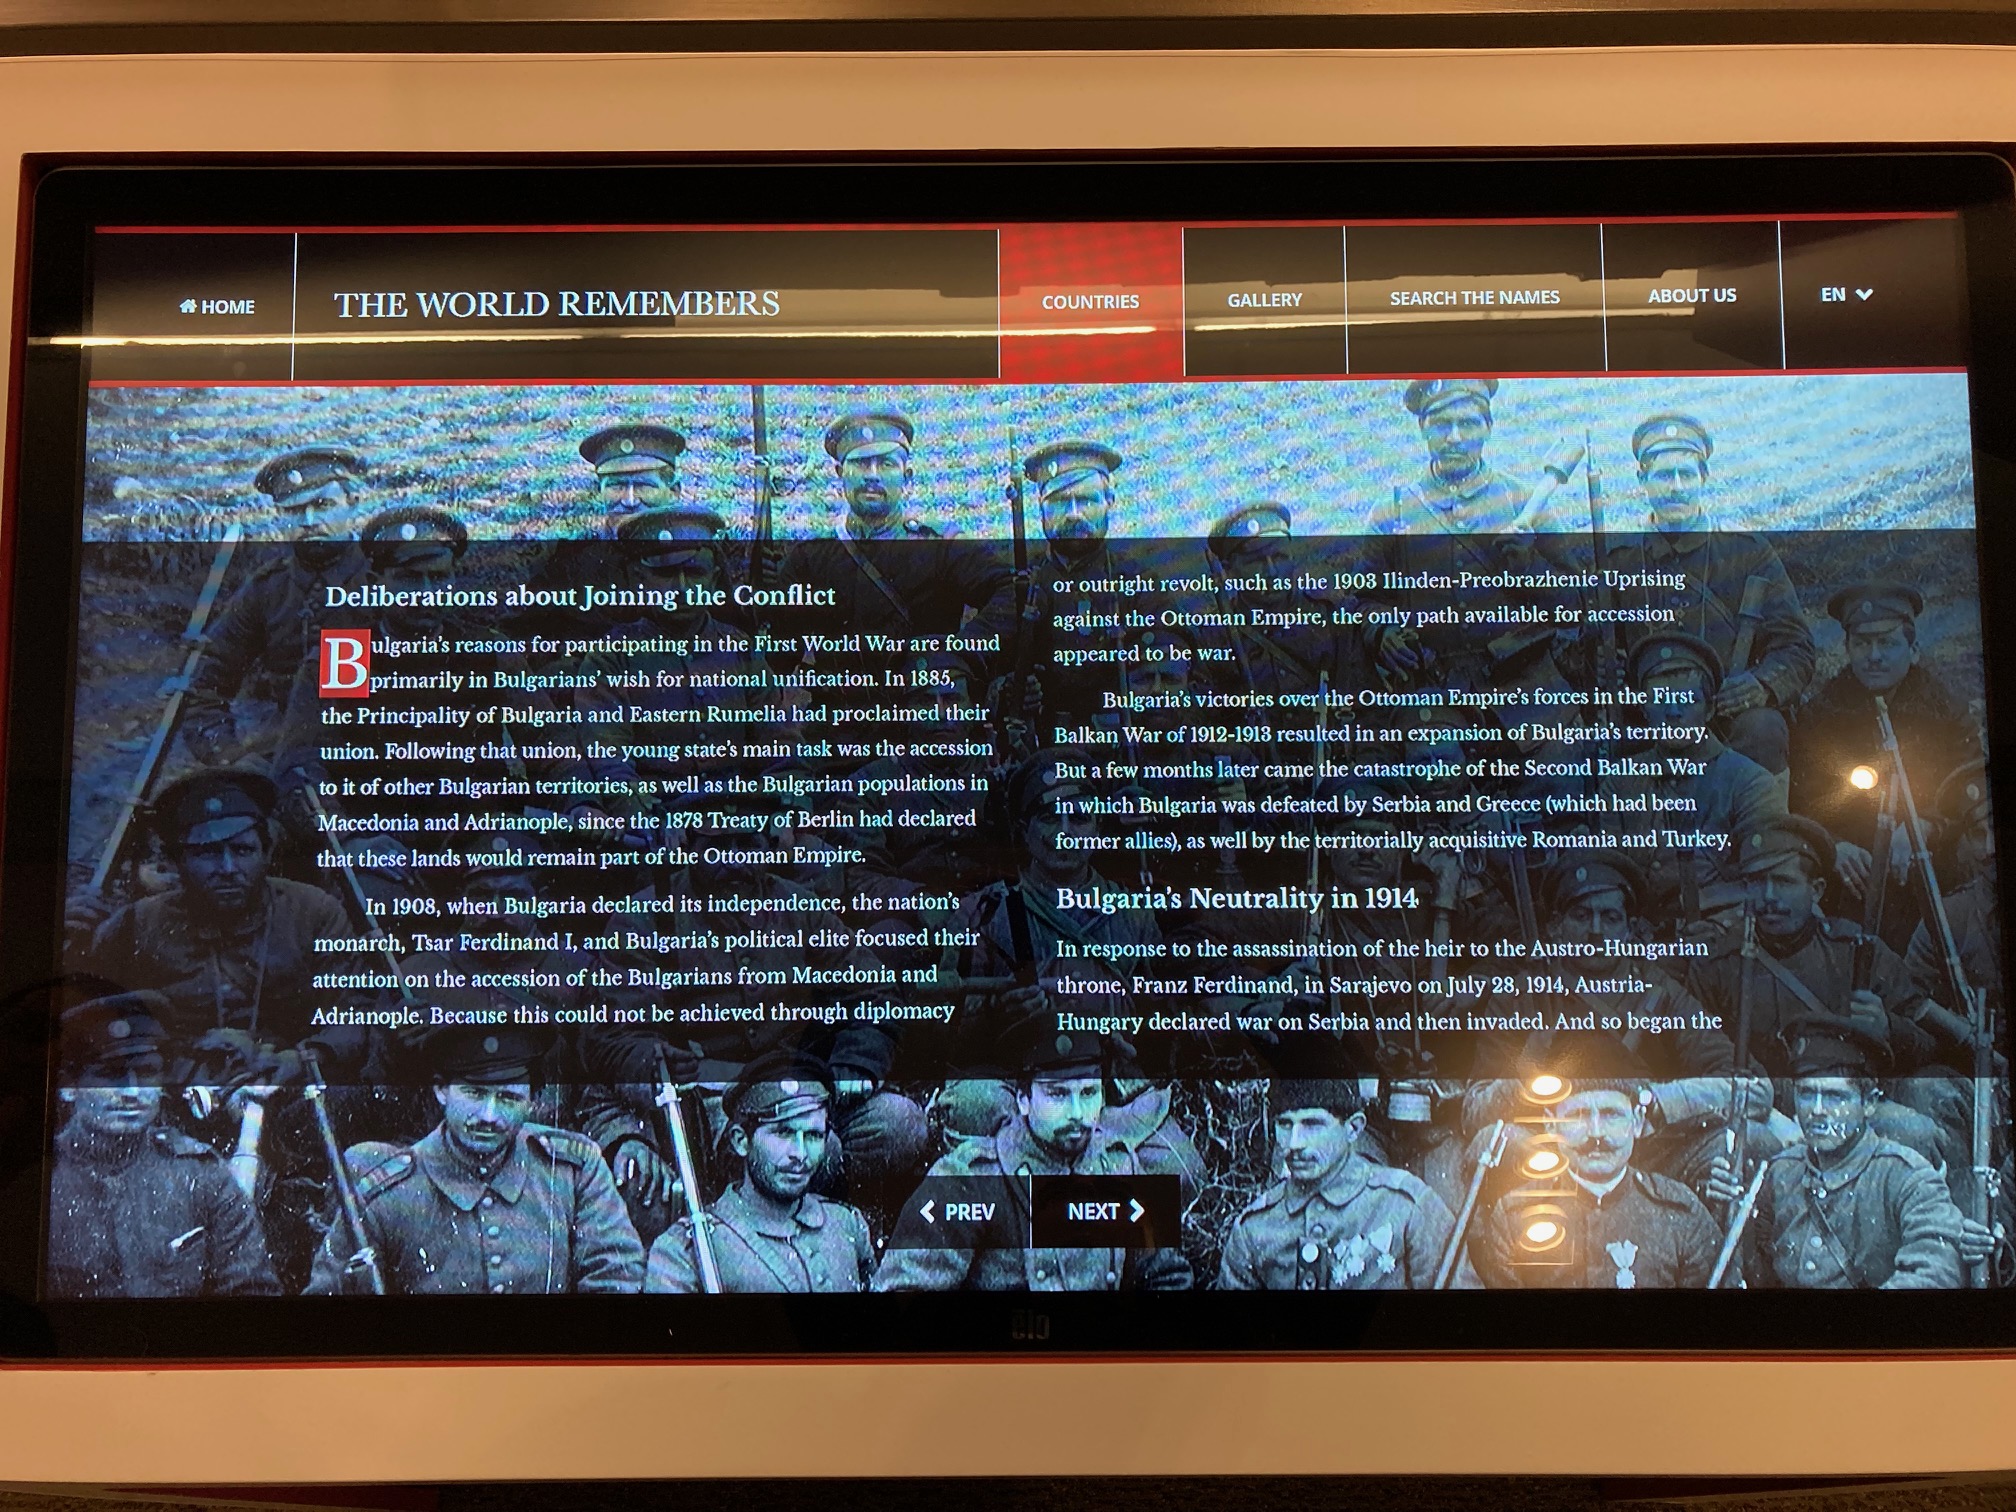 HOME
THE WORLD REMEMBERS
COUNTRIES
GALLERY
SEARCH THE NAMES
ABOUT US
EN
Deliberations about Joining the Conflict
Bulgaria's reasons for participating in the First World War are found
primarily in Bulgarians' wish for national unification. In 1885,
the Principality of Bulgaria and Eastern Rumelia had proclaimed their
union. Following that union, the young state's main task was the accession
to it of other Bulgarian territories, as well as the Bulgarian populations in
Macedonia and Adrianople, since the 1878 Treaty of Berlin had declared
that these lands would remain part of the Ottoman Empire.
In 1908, when Bulgaria declared its independence, the nation's
monarch, Tsar Ferdinand I, and Bulgaria's political elite focused their
attention on the accession of the Bulgarians from Macedonia and
Adrianople. Because this could not be achieved through diplomacy
or outright revolt, such as the 1903 Ilinden-Preobrazhenie Uprising
against the Ottoman Empire, the only path available for accession
appeared to be war.
Bulgaria's victories over the Ottoman Empire's forces in the First
Balkan War of 1912-1913 resulted in an expansion of Bulgaria's territory.
But a few months later came the catastrophe of the Second Balkan War
in which Bulgaria was defeated by Serbia and Greece (which had been
former allies), as well by the territorially acquisitive Romania and Turkey.
Bulgaria's Neutrality in 1914
In response to the assassination of the heir to the Austro-Hungarian
throne, Franz Ferdinand, in Sarajevo on July 28, 1914, Austria-
Hungary declared war on Serbia and then invaded. And so began the
PREV
NEXT
elo